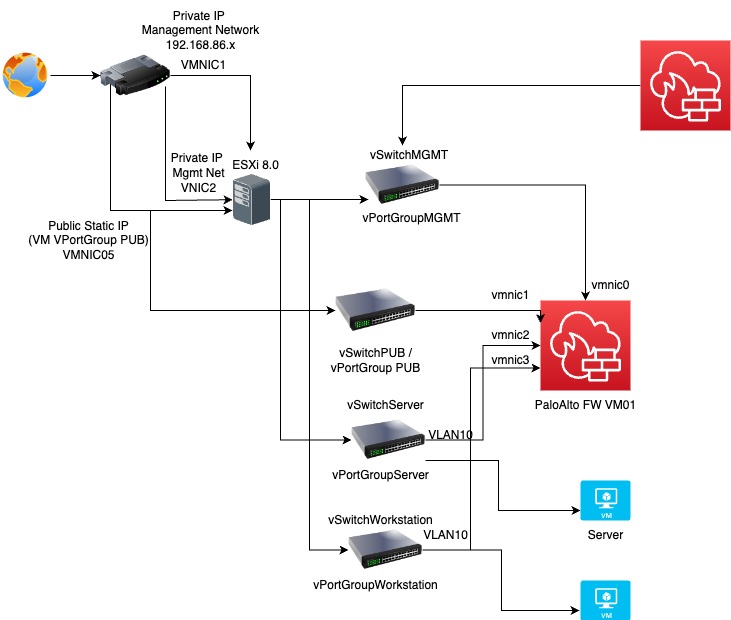 Private IP
Management Network
192.168.86.x
VMNIC1
Private IP
Mgmt Net
VNIC2
ESXi 8.0
vSwitchMGMT
vPortGroupMGMT
Public Static IP
(VM VPortGroup PUB)
VMNIC05
vmnic0
vmnic1
vmnic2
vmnic3
vSwitchPUB /
vPortGroup PUB
PaloAlto FW VM01
vSwitchServer
VLAN10
vPortGroupServer
VM
Server
vSwitchWorkstation
VLAN10
vPortGroupWorkstation
VM